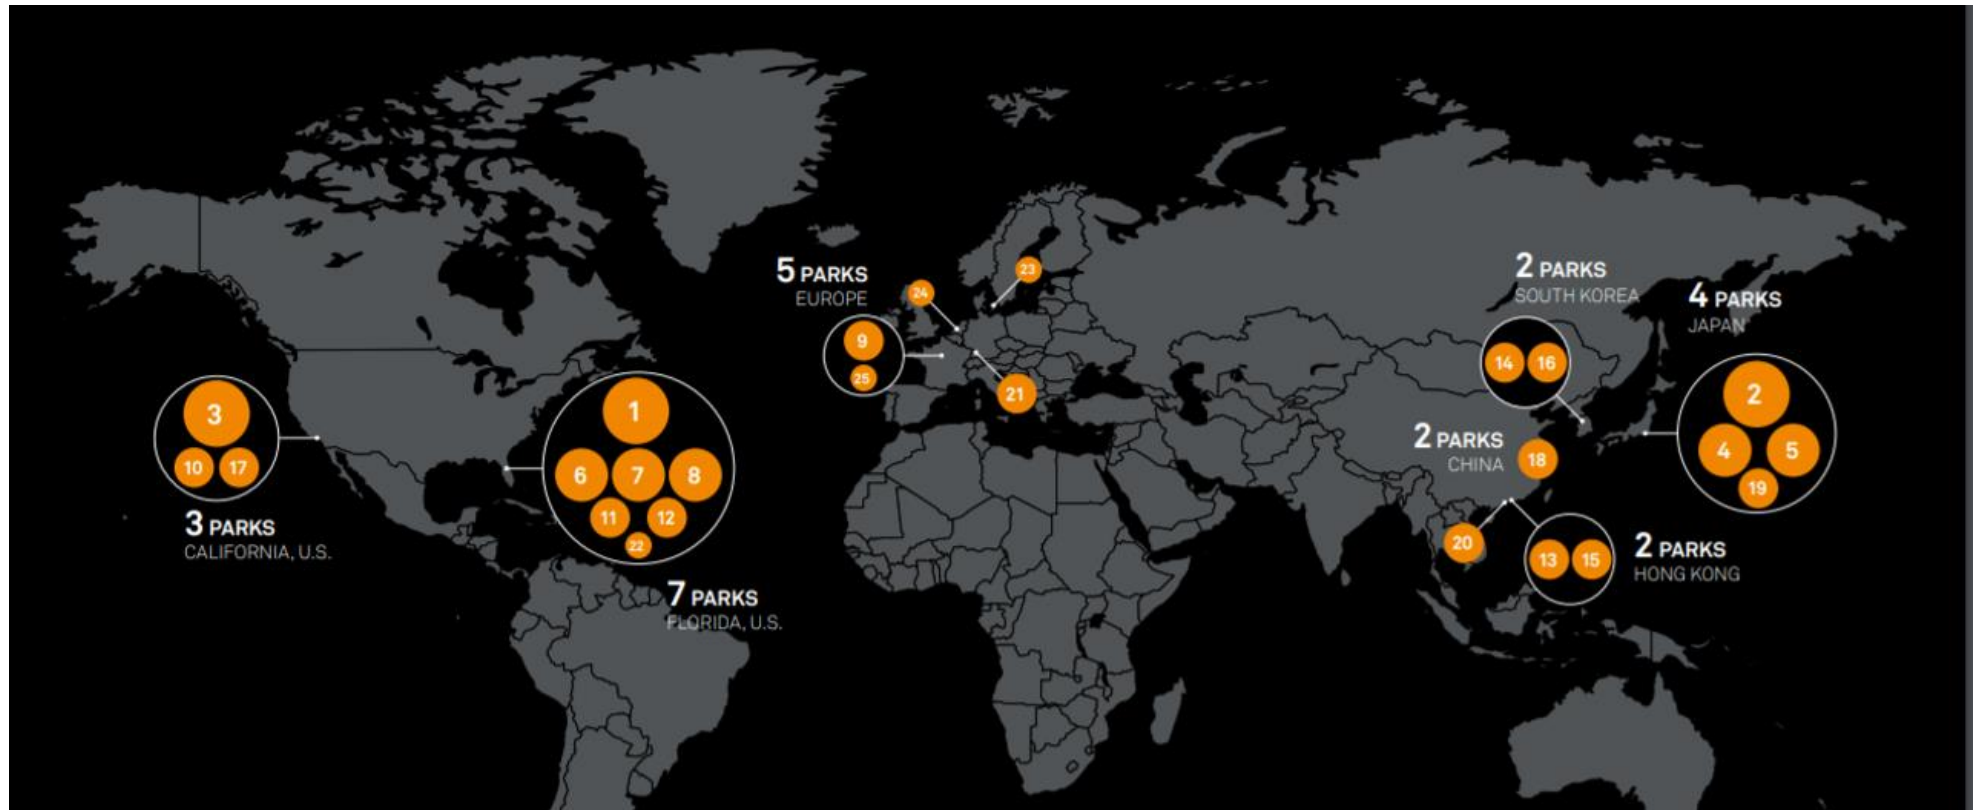 5 PARKS
EUROPE
24
23
9
25
21
2 PARKS
SOUTH KOREA
14 16
4 PARKS
JAPAN
2
4 5
19
3
10 17
3 PARKS
CALIFORNIA, U.S.
1
6 7 8
11 12
22
7 PARKS
FLORIDA, U.S.
2 PARKS
CHINA
18
20
13 15
2 PARKS
HONG KONG